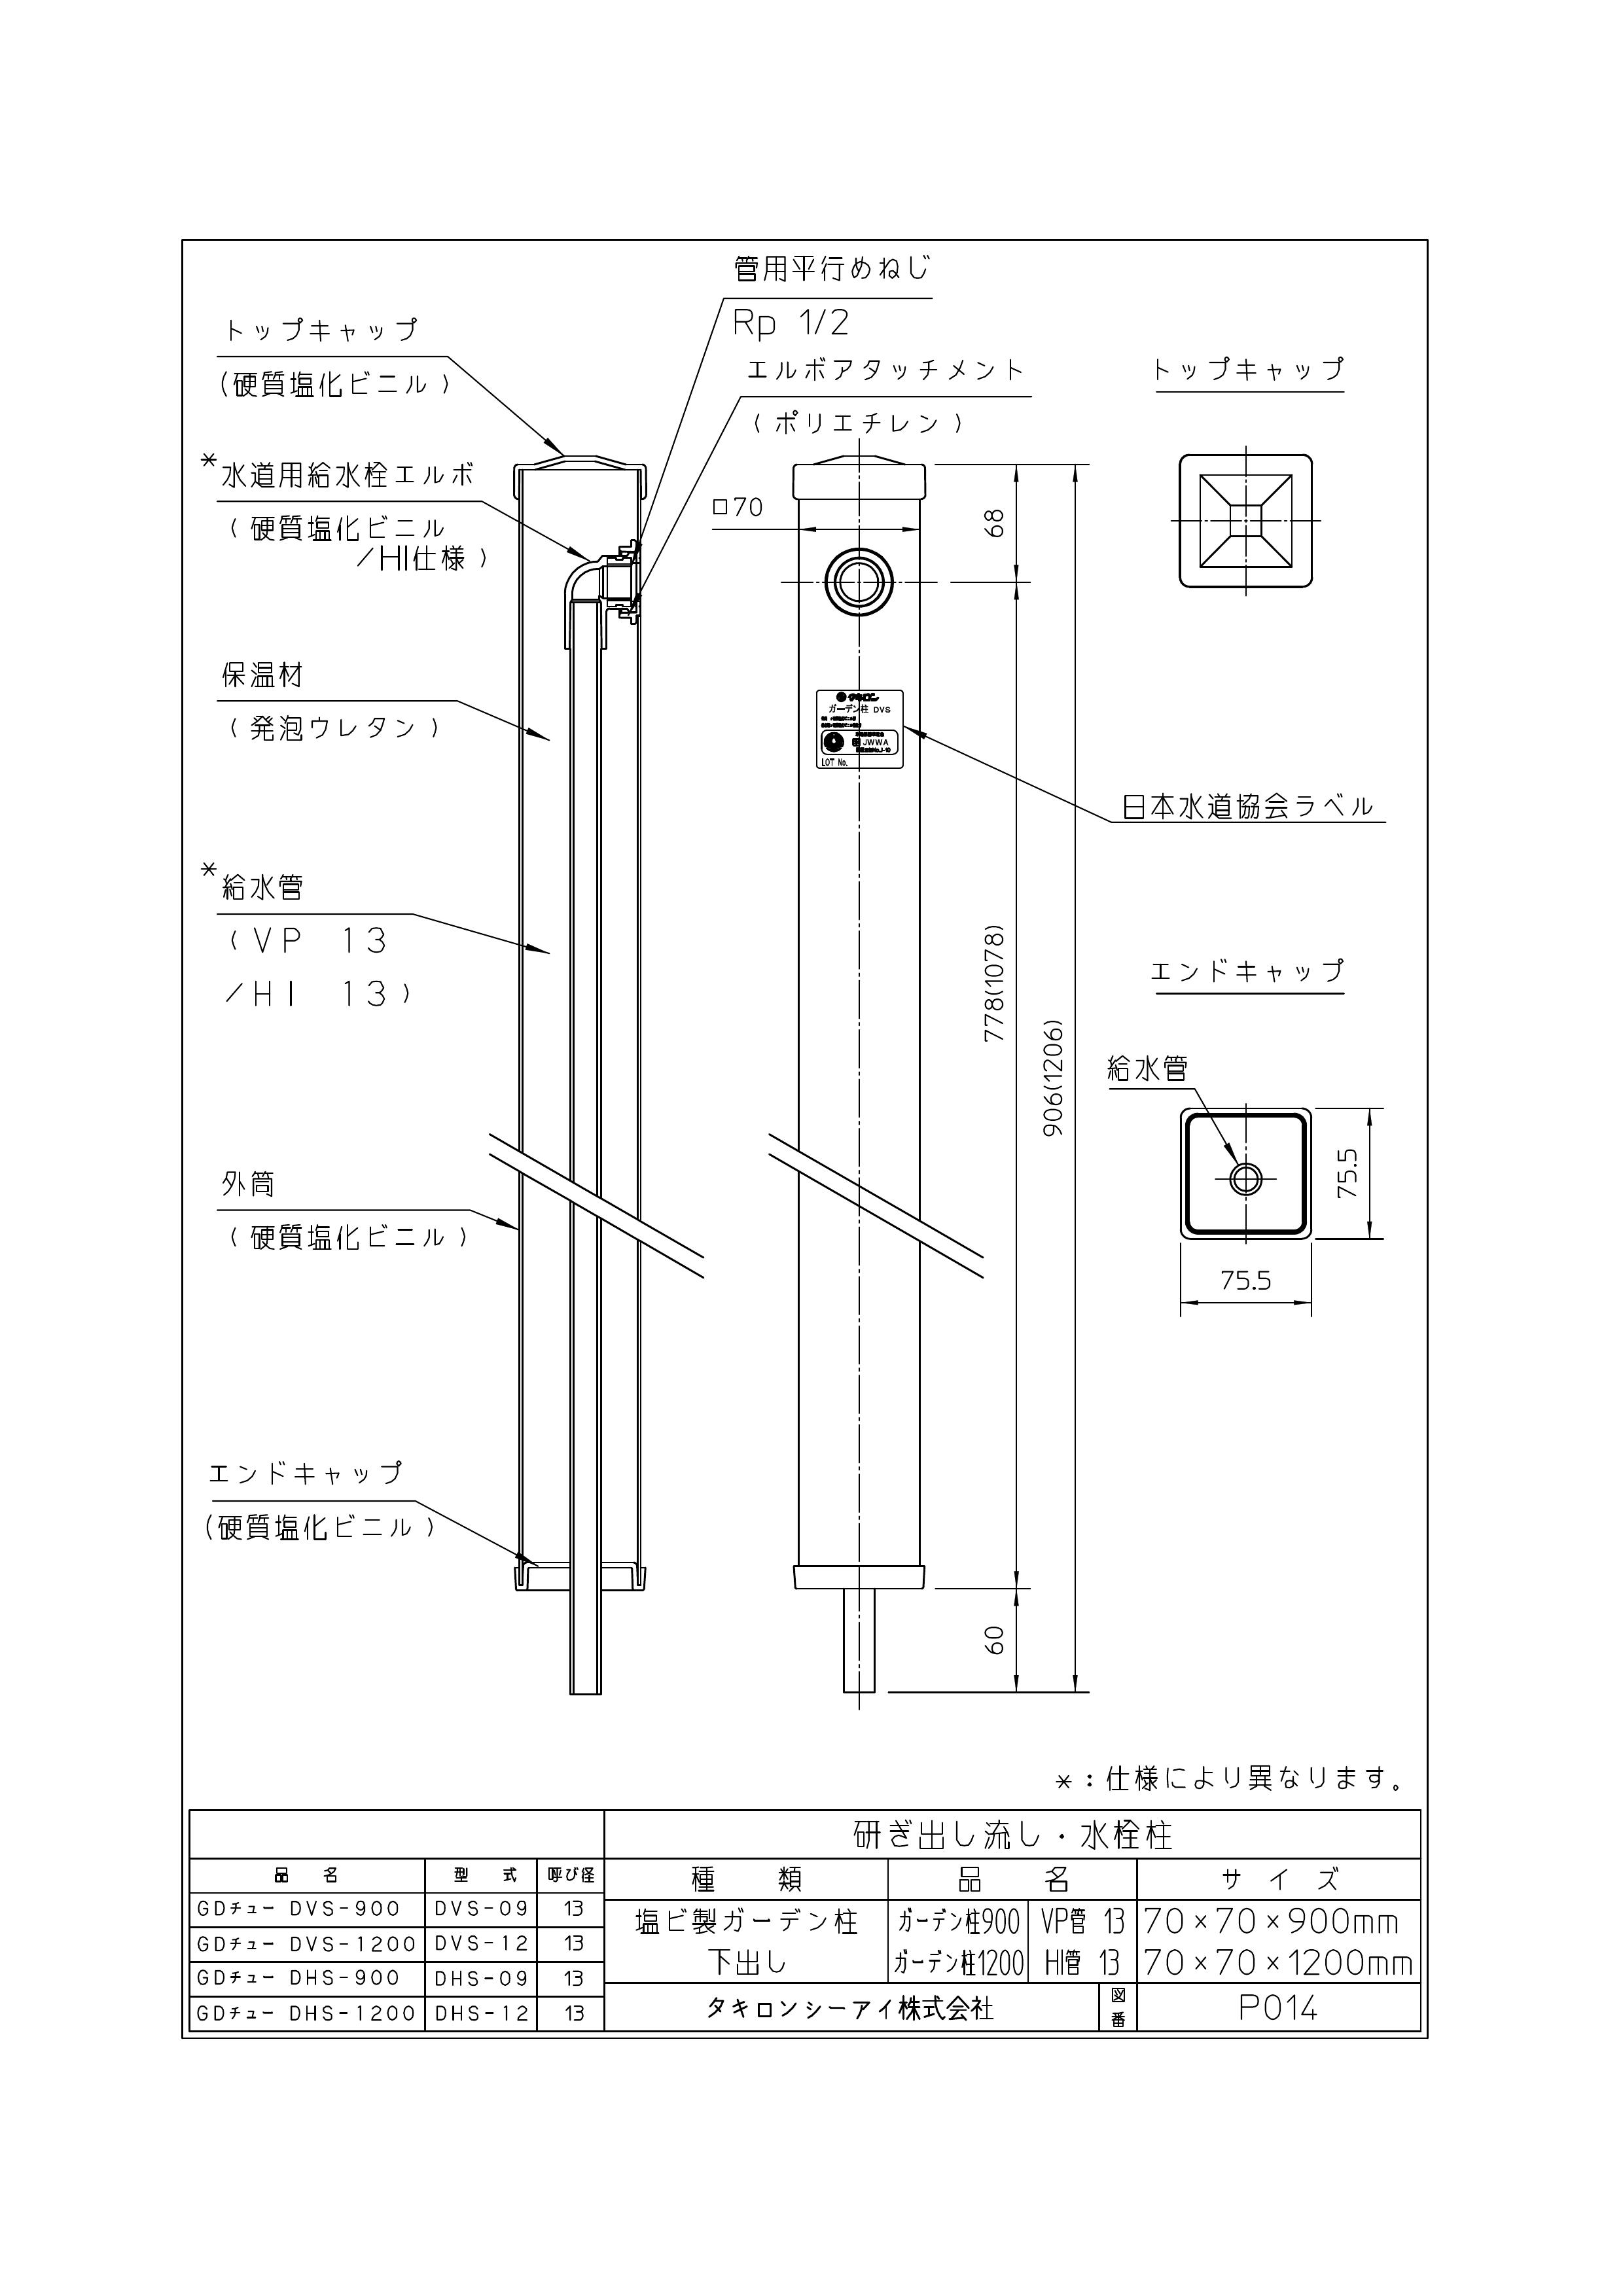 管用平行めねじ
Rp 1/2
トップキャップ
(硬質塩化ビニル)
エルボアタッチメント
(ポリエチレン)
トップキャップ
*水道用給水栓エルボ
(硬質塩化ビニル
/HI仕様)
□70
68
保温材
(発泡ウレタン)
タキロン
ガーデン柱 DVS
JWWA
LOT No.
日本水道協会ラベル
*給水管
(VP 13
/HI 13)
778(1078)
906(1206)
エンドキャップ
給水管
75.5
75.5
外筒
(硬質塩化ビニル)
エンドキャップ
(硬質塩化ビニル)
60
*:仕様により異なります。
研ぎ出し流し・水栓柱
品 名 型 式 呼び径
種 類 品 名 サ イ ズ
GDチュー DVS-900 DVS-09 13
GDチュー DVS-1200 DVS-12 13
GDチュー DHS-900 DHS-09 13
GDチュー DHS-1200 DHS-12 13
塩ビ製ガーデン柱 ガーデン柱900 VP管 13 70×70×900mm
下出し ガーデン柱1200 HI管 13 70×70×1200mm
タキロンシーアイ株式会社 図番 P014